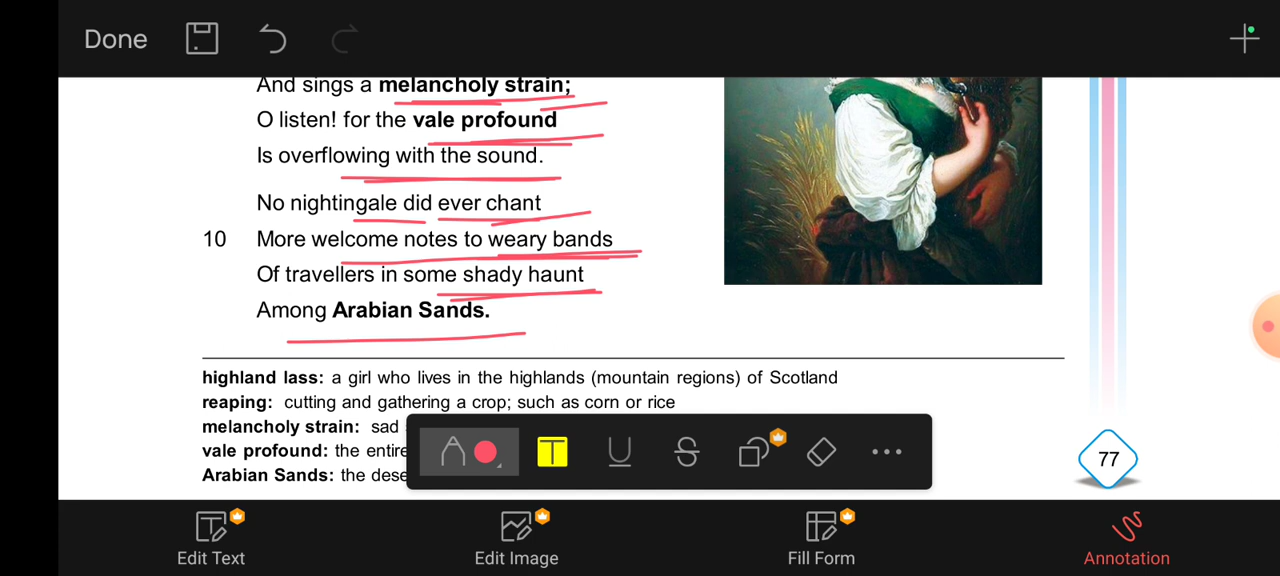 Done
And sings a melancholy strain;
O listen! for the vale profound
Is overflowing with the sound.
No nightingale did ever chant
10 More welcome notes to weary bands
Of travellers in some shady haunt
Among Arabian Sands.
highland lass: a girl who lives in the highlands (mountain regions) of Scotland
reaping: cutting and gathering a crop; such as corn or rice
melancholy strain: sad
vale profound: the entire
Arabian Sands: the dese
77
T
U
S
Edit Text
Edit Image
Fill Form
Annotation